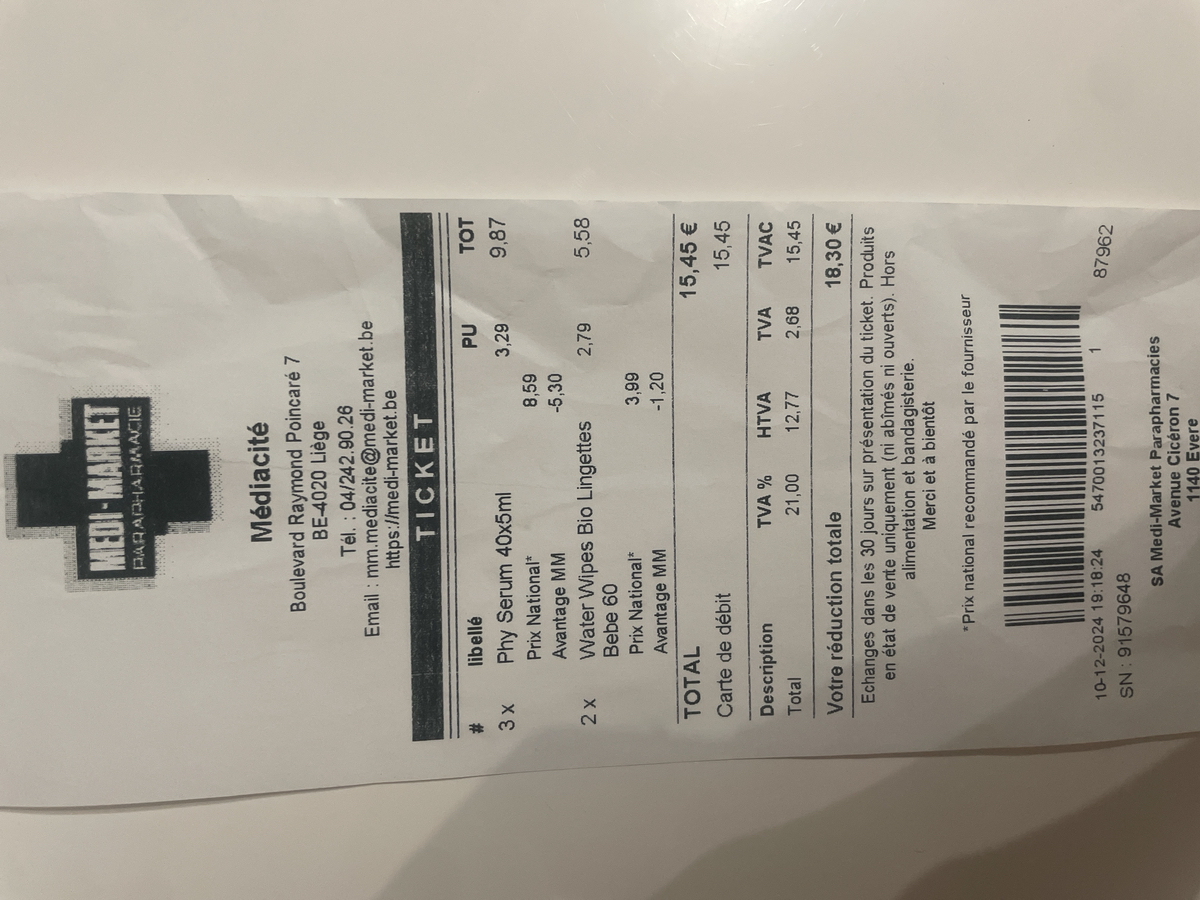 MEDI-MARKET
PARAPHARMACIE
Médiacité
Boulevard Raymond Poincaré 7
BE-4020 Liège
Tél. : 04/242.90.26
Email : mm.mediacite@medi-market.be
https://medi-market.be
TICKET
# libellé PU TOT
3 x Phy Serum 40x5ml 3,29 9,87
Prix National* 8,59
Avantage MM -5,30
2 x Water Wipes Bio Lingettes 2,79 5,58
Bebe 60
Prix National* 3,99
Avantage MM -1,20
TOTAL 15,45 €
Carte de débit 15,45
Description TVA % HTVA TVA TVAC
Total 21,00 12,77 2,68 15,45
Votre réduction totale 18,30 €
Echanges dans les 30 jours sur présentation du ticket. Produits
en état de vente uniquement (ni abîmés ni ouverts). Hors
alimentation et bandagisterie.
Merci et à bientôt
*Prix national recommandé par le fournisseur
10-12-2024 19:18:24 5470013237115 1 87962
SN : 91579648
SA Medi-Market Parapharmacies
Avenue Cicéron 7
1140 Evere